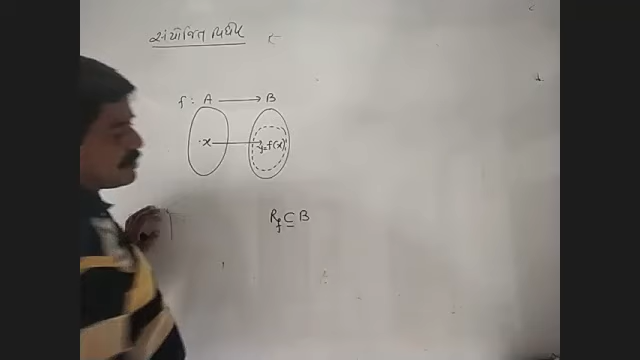 સંયોજિત વિધેય
f : A → B
x → y=f(x)
R_f ⊆ B